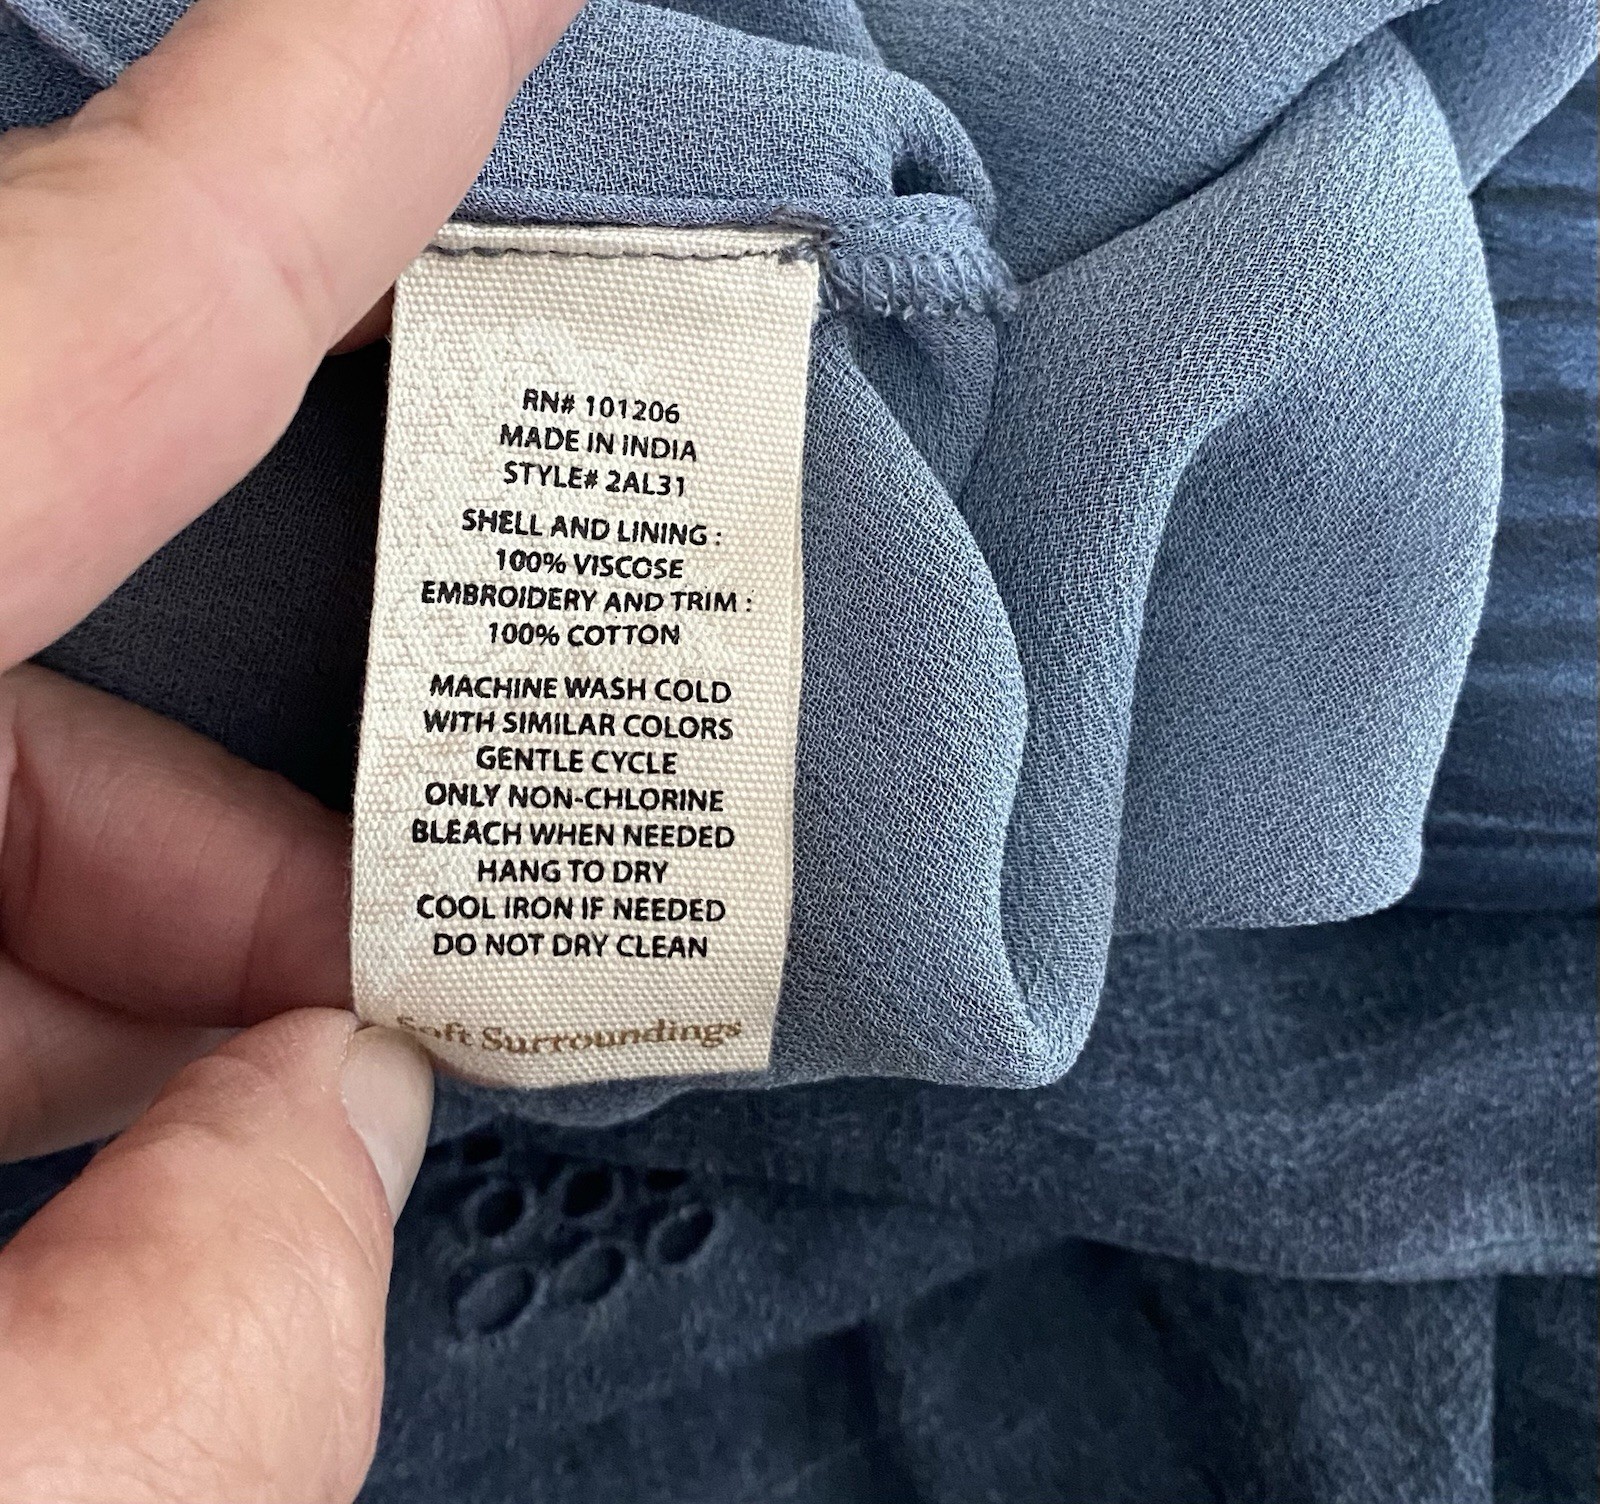 RN# 101206
MADE IN INDIA
STYLE# 2AL31
SHELL AND LINING :
100% VISCOSE
EMBROIDERY AND TRIM :
100% COTTON
MACHINE WASH COLD
WITH SIMILAR COLORS
GENTLE CYCLE
ONLY NON-CHLORINE
BLEACH WHEN NEEDED
HANG TO DRY
COOL IRON IF NEEDED
DO NOT DRY CLEAN
Soft Surroundings